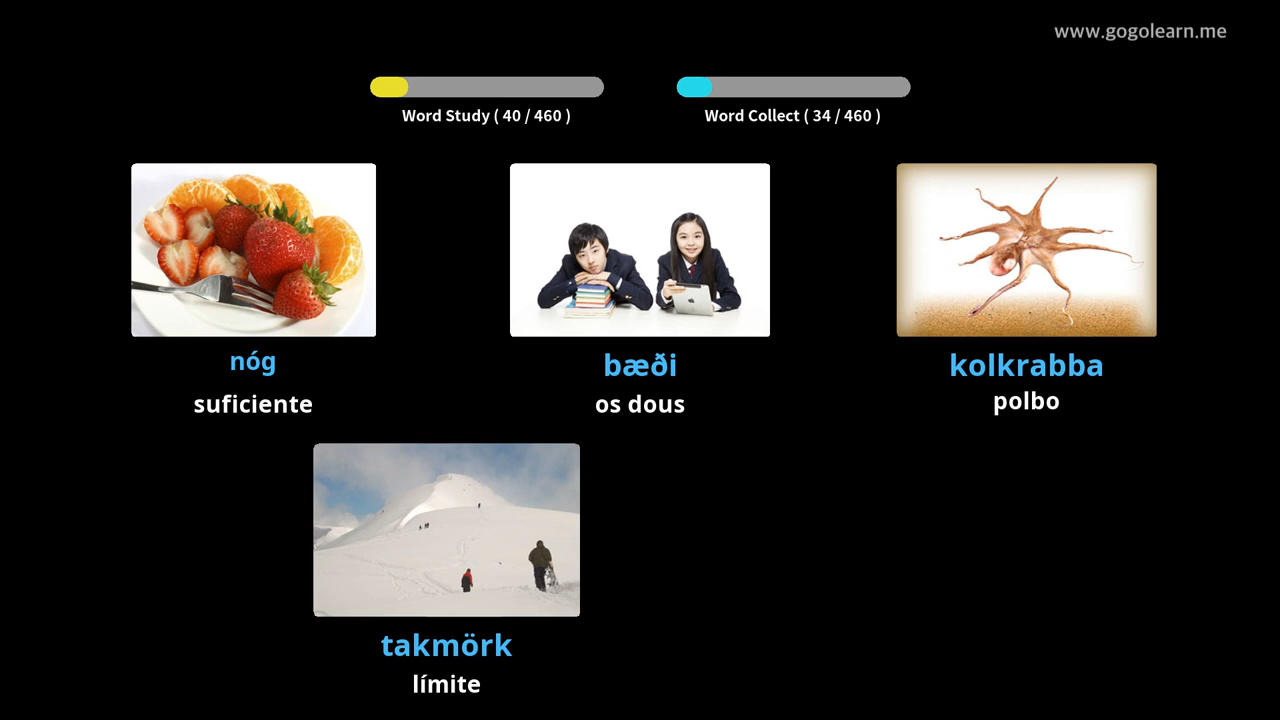 www.gogolearn.me
Word Study ( 40 / 460 )
Word Collect ( 34 / 460 )
nóg
suficiente
bæði
os dous
kolkrabba
polbo
takmörk
límite